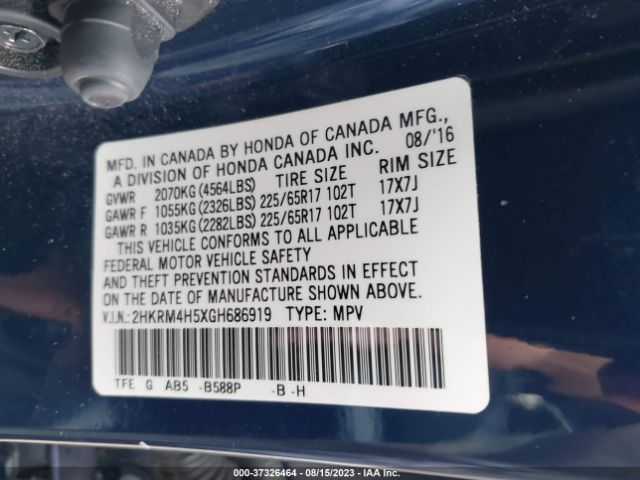 MFD. IN CANADA BY HONDA OF CANADA MFG.,
A DIVISION OF HONDA CANADA INC. 08/'16
GVWR 2070KG (4564LBS) TIRE SIZE RIM SIZE
GAWR F 1055KG (2326LBS) 225/65R17 102T 17X7J
GAWR R 1035KG (2282LBS) 225/65R17 102T 17X7J
THIS VEHICLE CONFORMS TO ALL APPLICABLE
FEDERAL MOTOR VEHICLE SAFETY
AND THEFT PREVENTION STANDARDS IN EFFECT
ON THE DATE OF MANUFACTURE SHOWN ABOVE.
V.I.N.:2HKRM4H5XGH686919 TYPE: MPV
TFE G AB5 -B588P -B -H
00-37326464 - 08/15/2023 - IAA Inc.